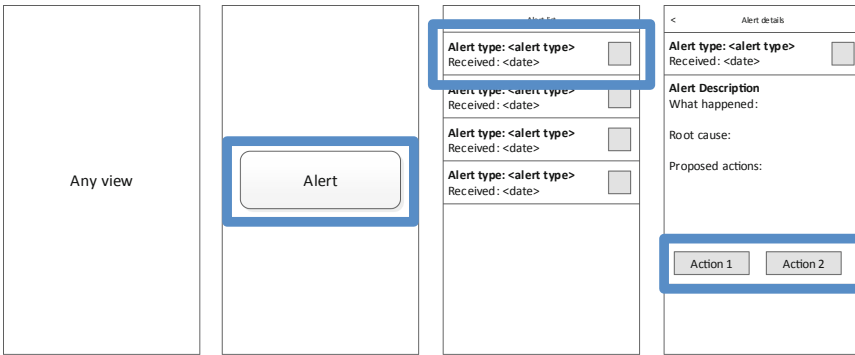 Any view
Alert
Alert list
Alert type: <alert type>
Received: <date>
Alert type: <alert type>
Received: <date>
Alert type: <alert type>
Received: <date>
Alert type: <alert type>
Received: <date>
< Alert details
Alert type: <alert type>
Received: <date>
Alert Description
What happened:
Root cause:
Proposed actions:
Action 1 Action 2